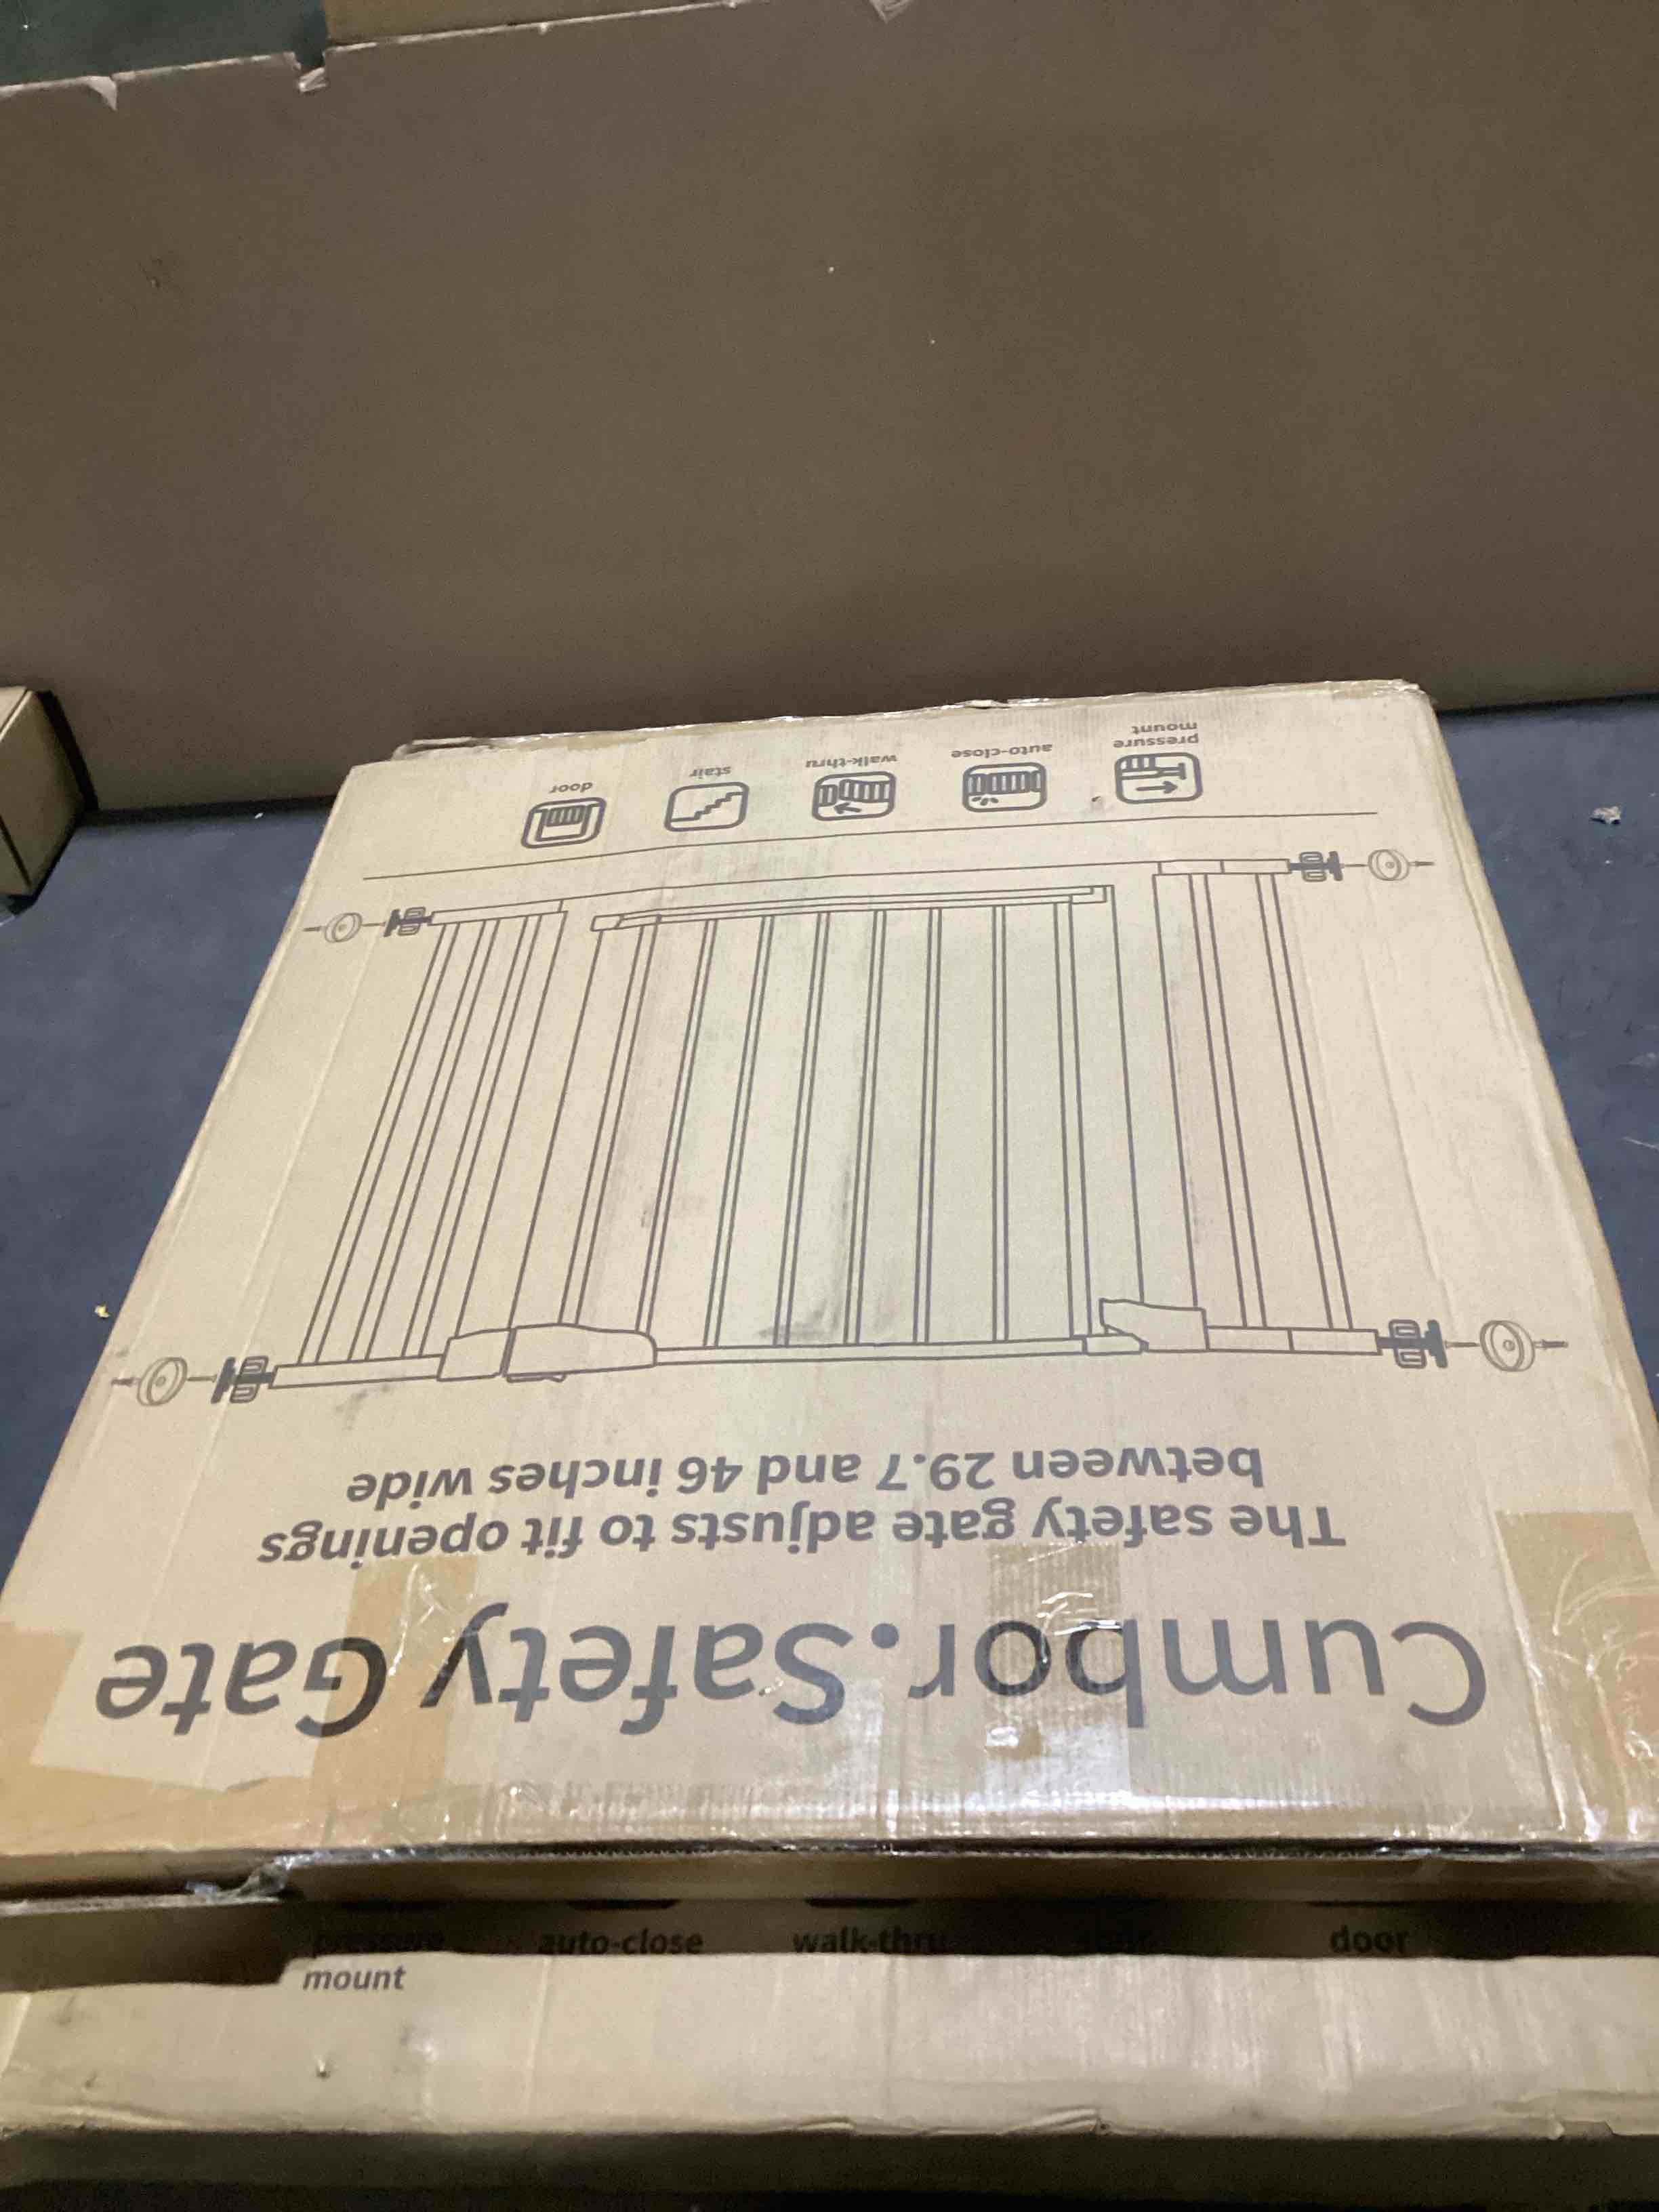 Cumbor.Safety Gate
The safety gate adjusts to fit openings
between 29.7 and 46 inches wide
pressure
mount
auto-close
walk-thru
stair
door
pressure
mount
auto-close
walk-thru
door